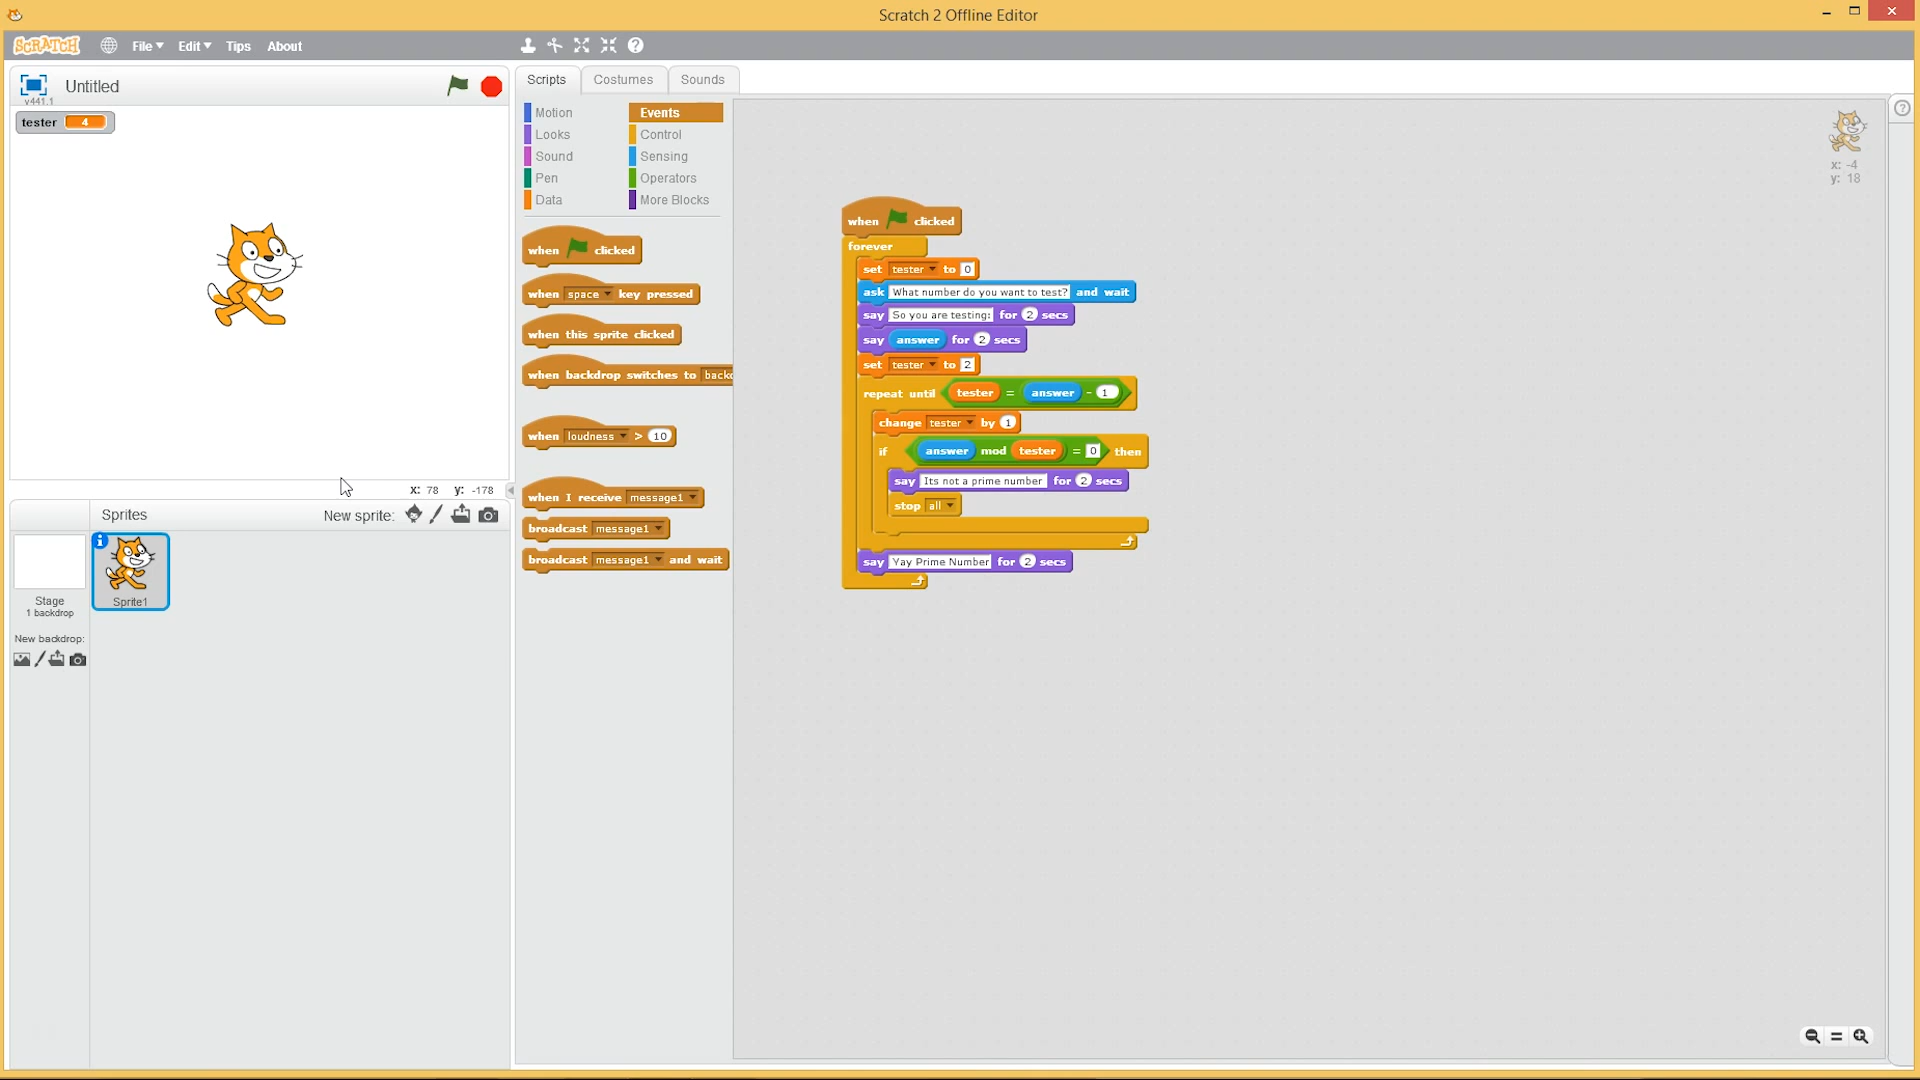 Scratch 2 Offline Editor
SCRATCH File Edit Tips About
Untitled
v441.1
tester 4
x: 78 y: -178
Sprites New sprite:
Sprite1
Stage
1 backdrop
New backdrop:
Scripts Costumes Sounds
Motion Events
Looks Control
Sound Sensing
Pen Operators
Data More Blocks
when clicked
when space key pressed
when this sprite clicked
when backdrop switches to
when loudness > 10
when I receive message1
broadcast message1
broadcast message1 and wait
when clicked
forever
set tester to 0
ask What number do you want to test? and wait
say So you are testing: for 2 secs
say answer for 2 secs
set tester to 2
repeat until tester = answer - 1
change tester by 1
if answer mod tester = 0 then
say Its not a prime number for 2 secs
stop all
say Yay Prime Number for 2 secs
x: -4
y: 18